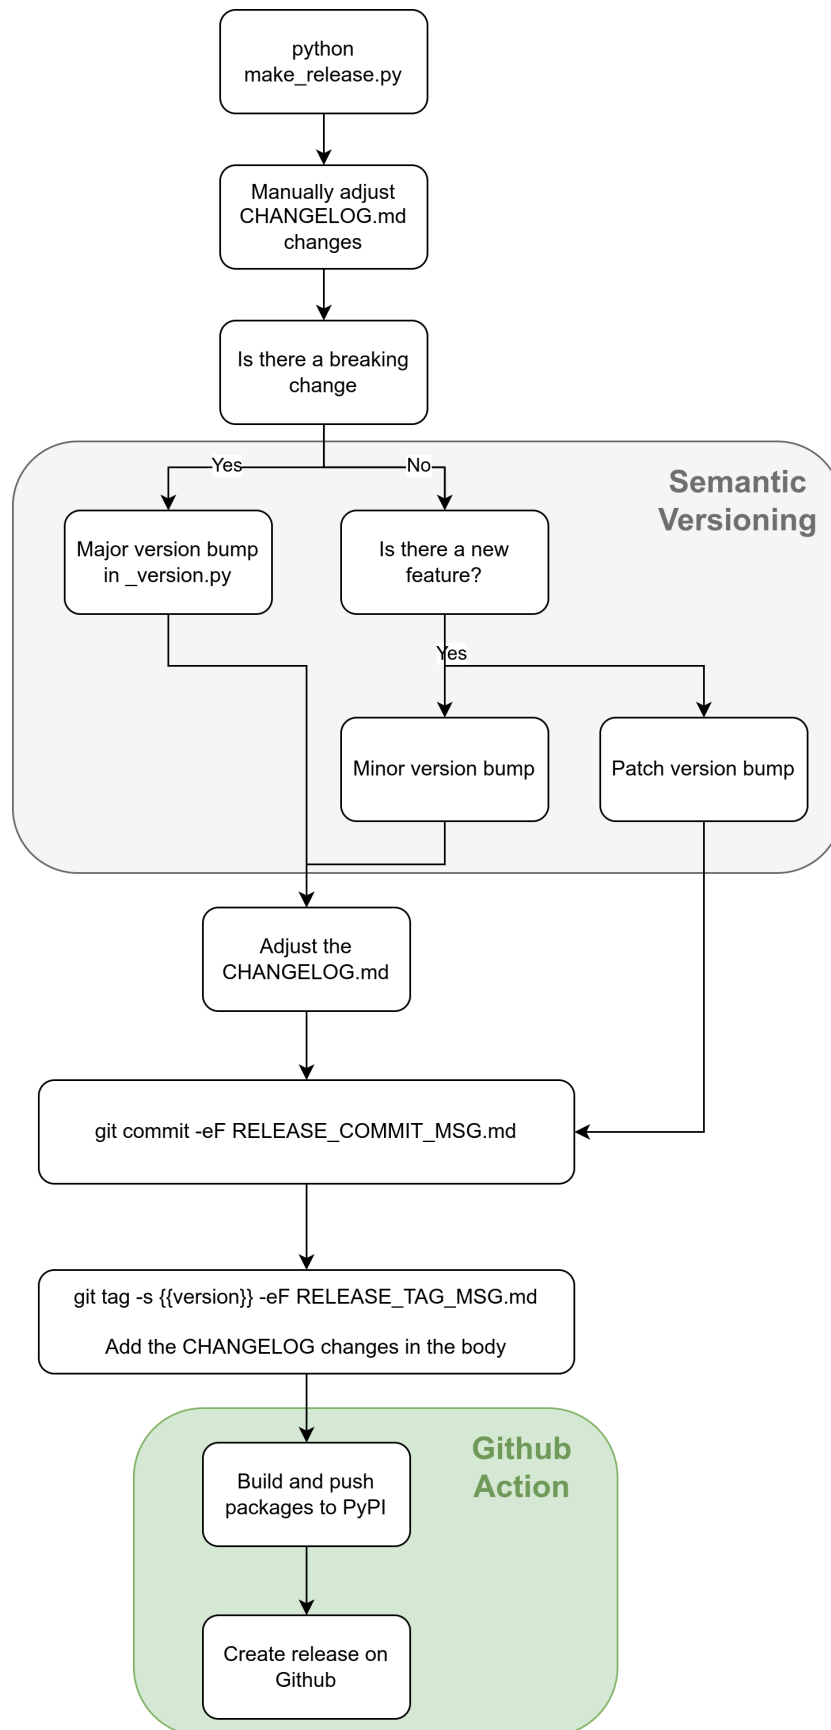 python
make_release.py
Manually adjust
CHANGELOG.md
changes
Is there a breaking
change
Yes
No
Semantic
Versioning
Major version bump
in _version.py
Is there a new
feature?
Yes
Minor version bump
Patch version bump
Adjust the
CHANGELOG.md
git commit -eF RELEASE_COMMIT_MSG.md
git tag -s {{version}} -eF RELEASE_TAG_MSG.md
Add the CHANGELOG changes in the body
Github
Action
Build and push
packages to PyPI
Create release on
Github